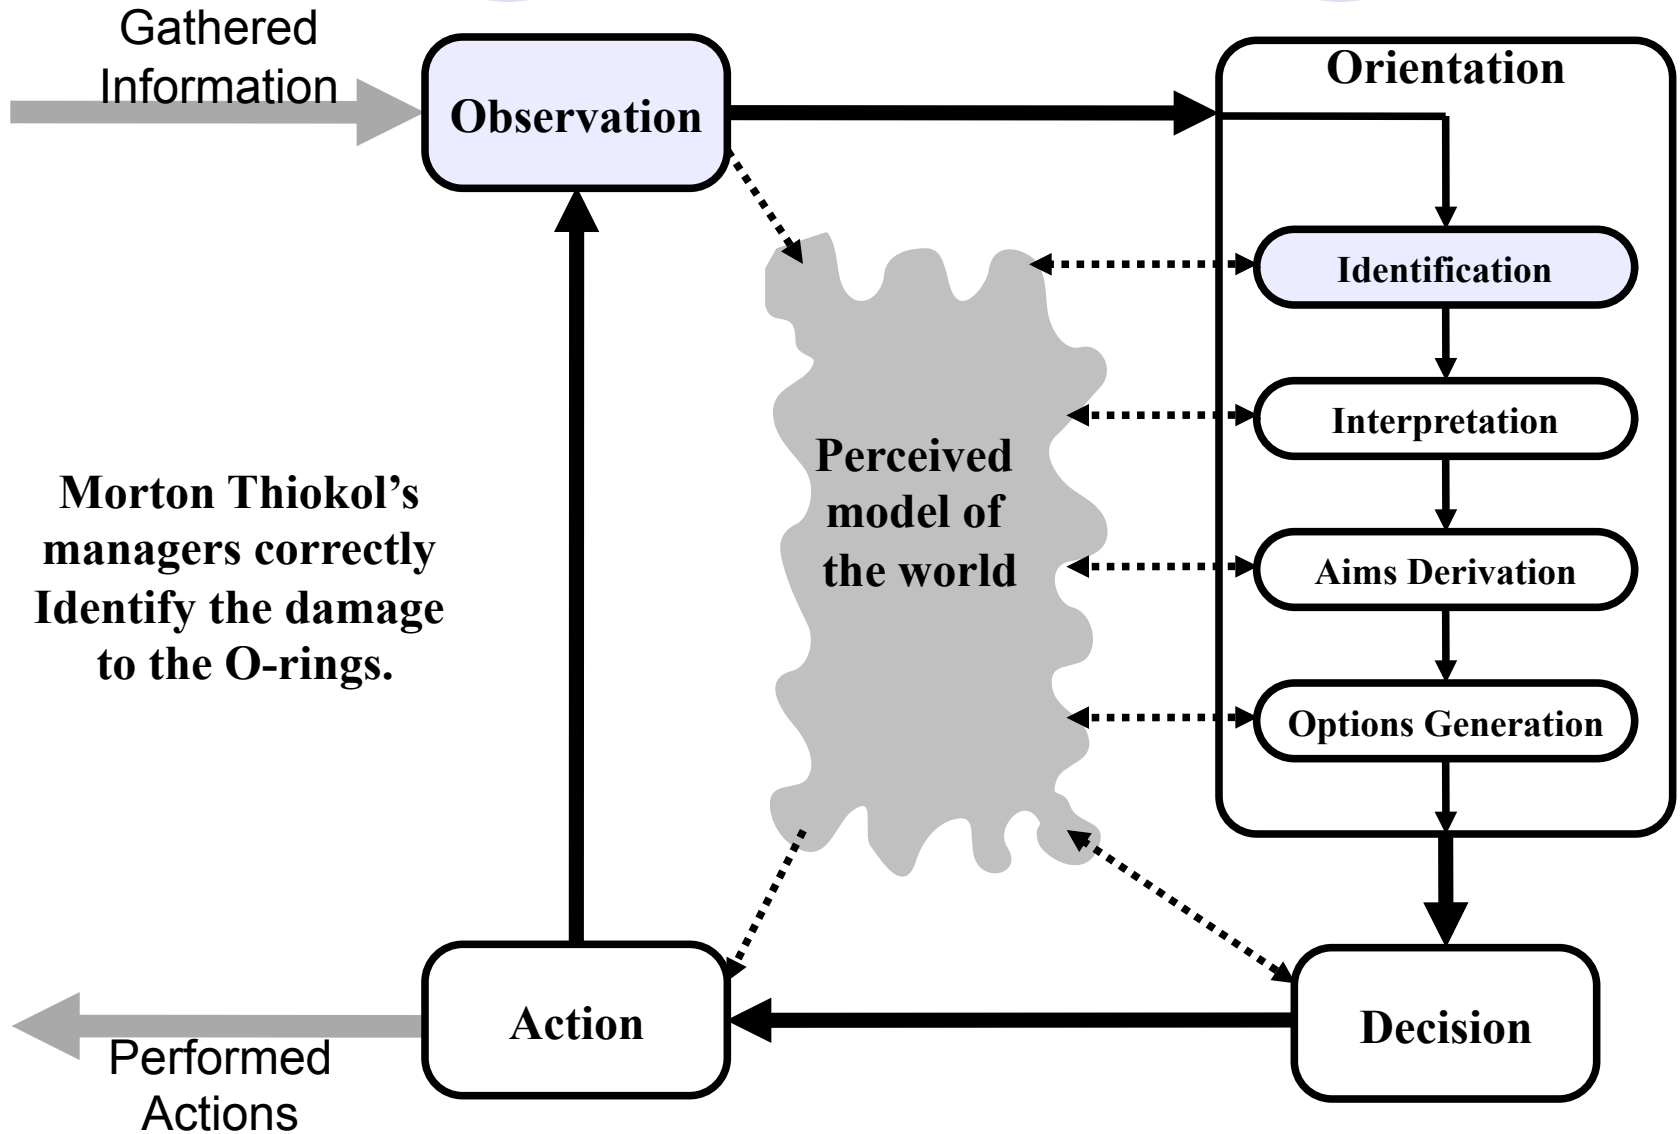 Gathered
Information
Observation
Orientation
Identification
Interpretation
Aims Derivation
Options Generation
Perceived
model of
the world
Morton Thiokol’s
managers correctly
Identify the damage
to the O-rings.
Action
Decision
Performed
Actions